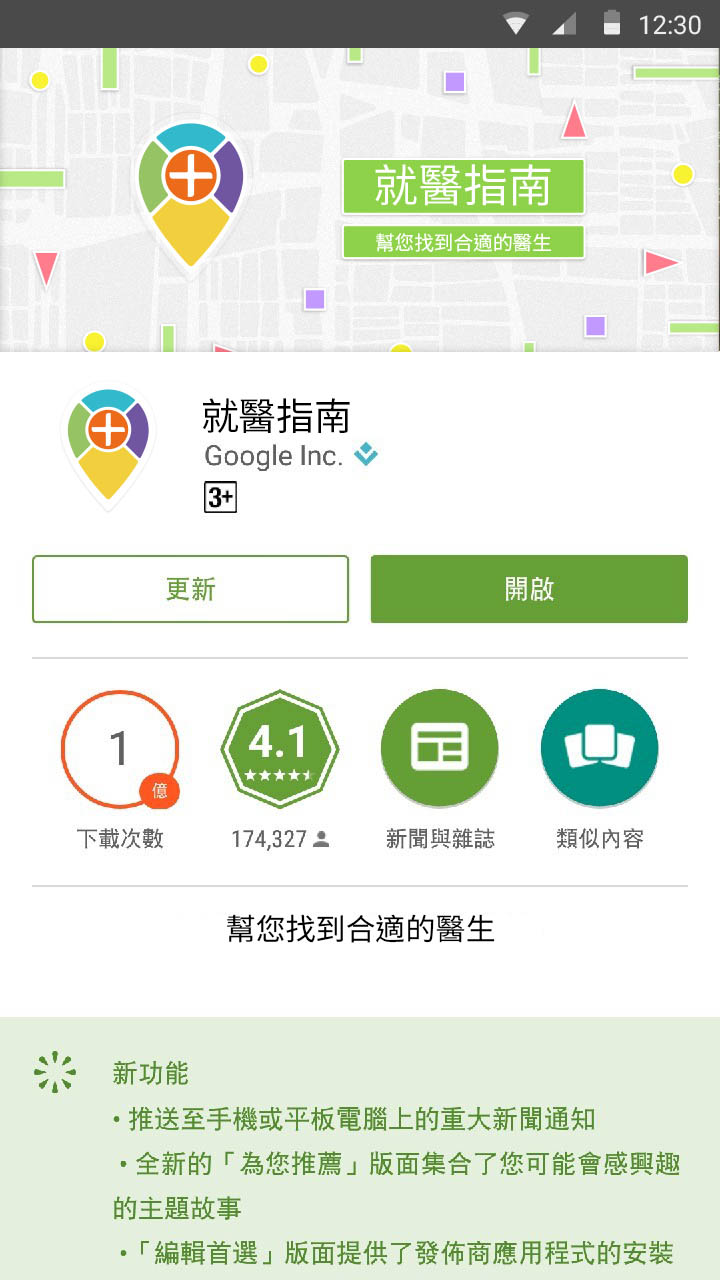 12:30
就醫指南
幫您找到合適的醫生
就醫指南
Google Inc.
3+
更新
開啟
1
億
4.1
下載次數
174,327
新聞與雜誌
類似內容
幫您找到合適的醫生
新功能
• 推送至手機或平板電腦上的重大新聞通知
• 全新的「為您推薦」版面集合了您可能會感興趣
的主題故事
•「編輯首選」版面提供了發佈商應用程式的安裝